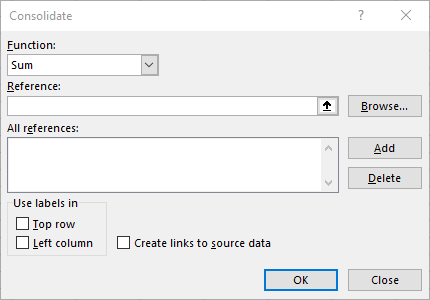 Consolidate ?
Function:
Sum
Reference:
Browse...
All references:
Add
Delete
Use labels in
Top row
Left column Create links to source data
OK Close